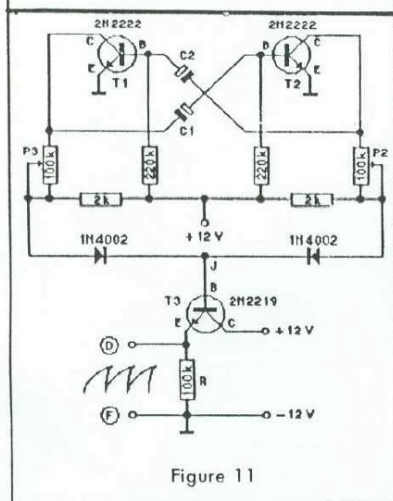 2N2222 2N2222
C C
B C2 B
E E
T1 T2
C1
P3 100k 220k 220k 100k P2
2k 2k
+12 V
1N4002 1N4002
J
B
T3 2N2219
E C +12 V
D
100k R
F -12 V
Figure 11